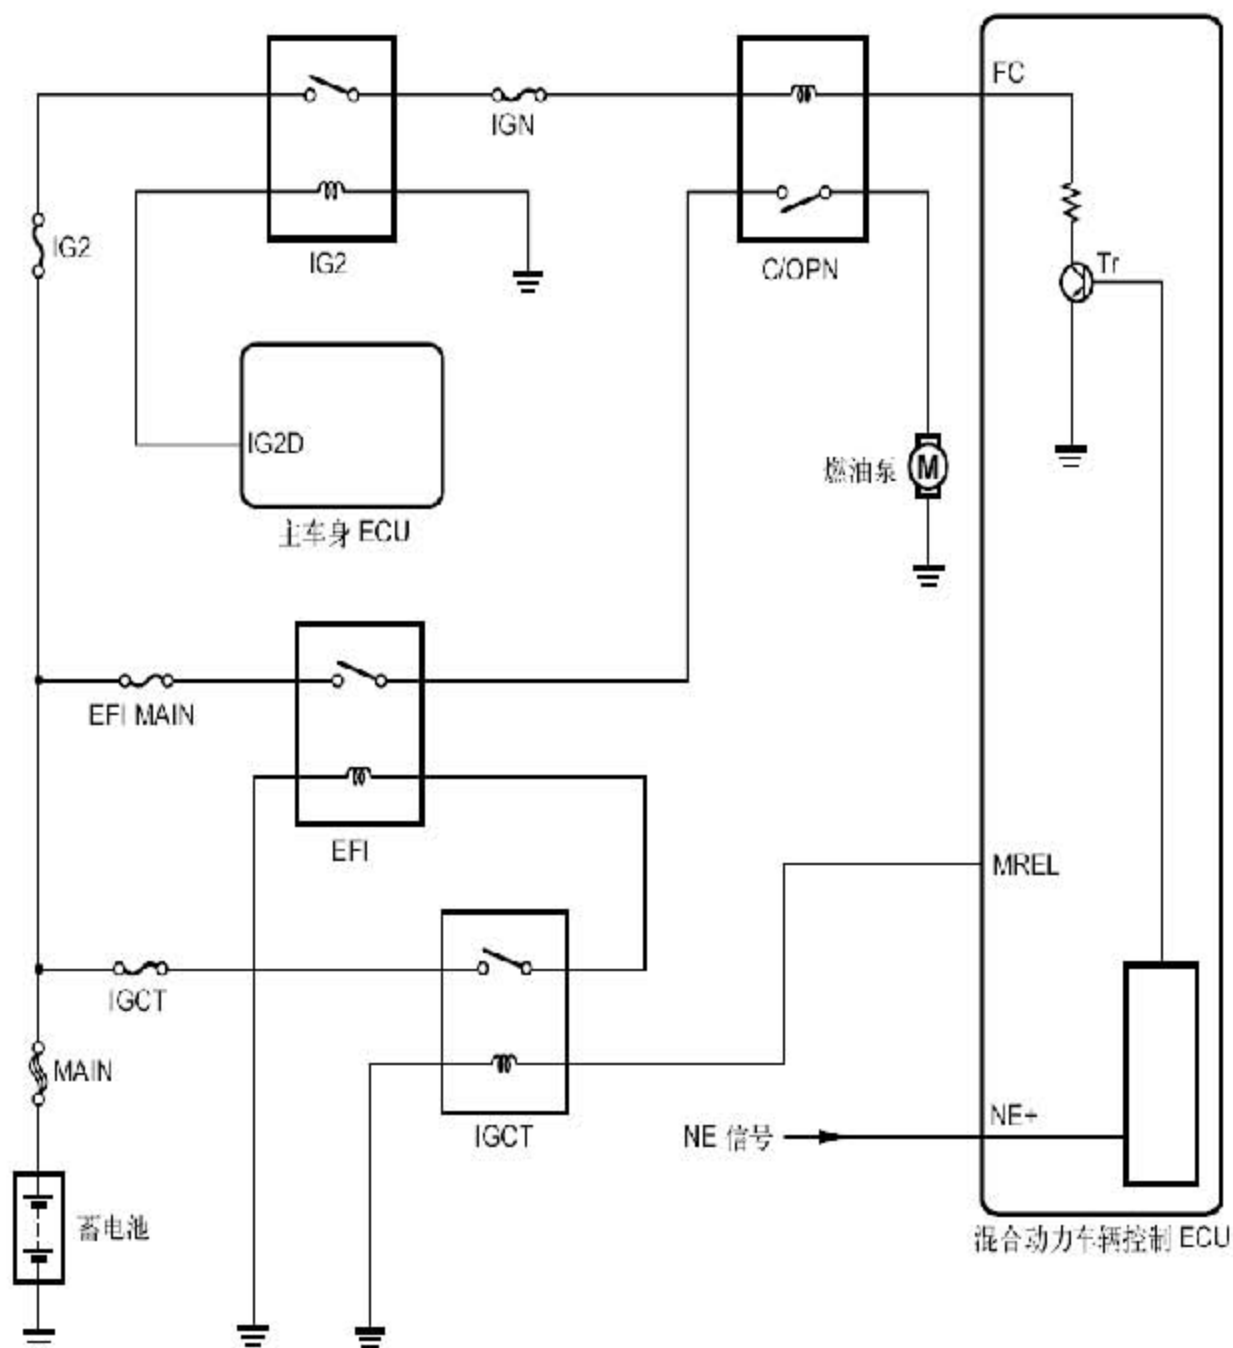 FC
IGN
IG2
IG2
C/OPN
Tr
IG2D
燃油泵
M
主车身 ECU
EFI MAIN
EFI
MREL
IGCT
MAIN
NE+
IGCT
NE 信号
蓄电池
混合动力车辆控制 ECU